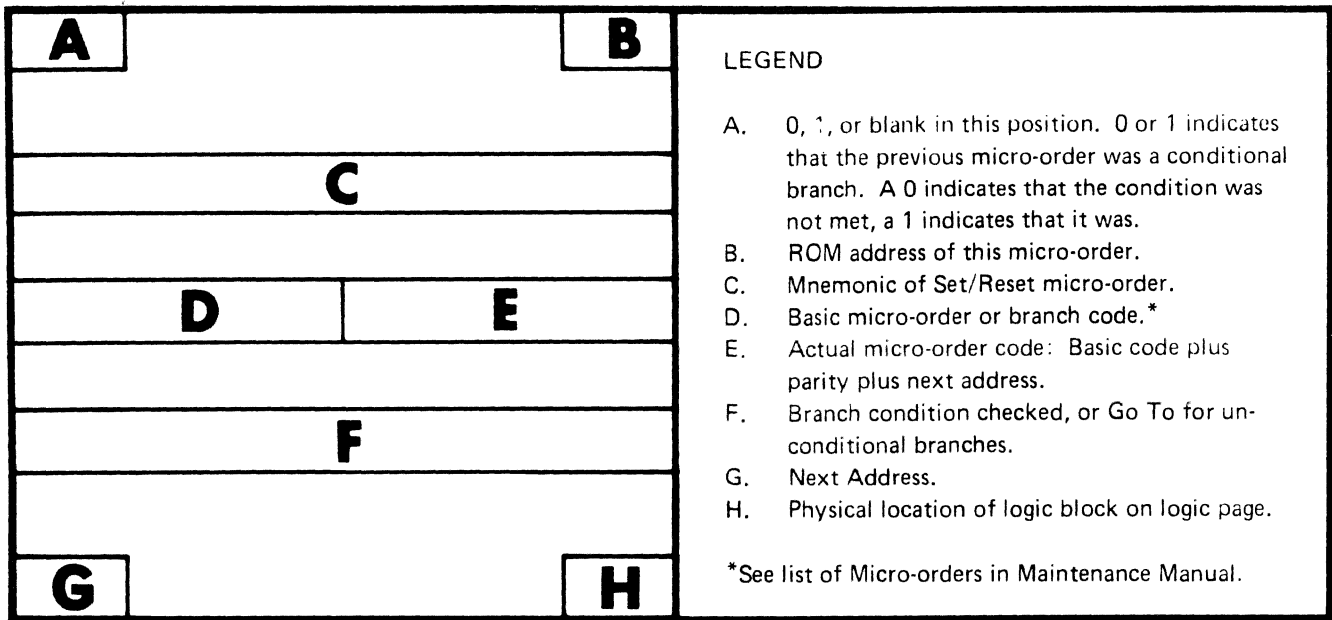 A
B
C
D
E
F
G
H
LEGEND
A. 0, 1, or blank in this position. 0 or 1 indicates
that the previous micro-order was a conditional
branch. A 0 indicates that the condition was
not met, a 1 indicates that it was.
B. ROM address of this micro-order.
C. Mnemonic of Set/Reset micro-order.
D. Basic micro-order or branch code.*
E. Actual micro-order code: Basic code plus
parity plus next address.
F. Branch condition checked, or Go To for un-
conditional branches.
G. Next Address.
H. Physical location of logic block on logic page.
*See list of Micro-orders in Maintenance Manual.